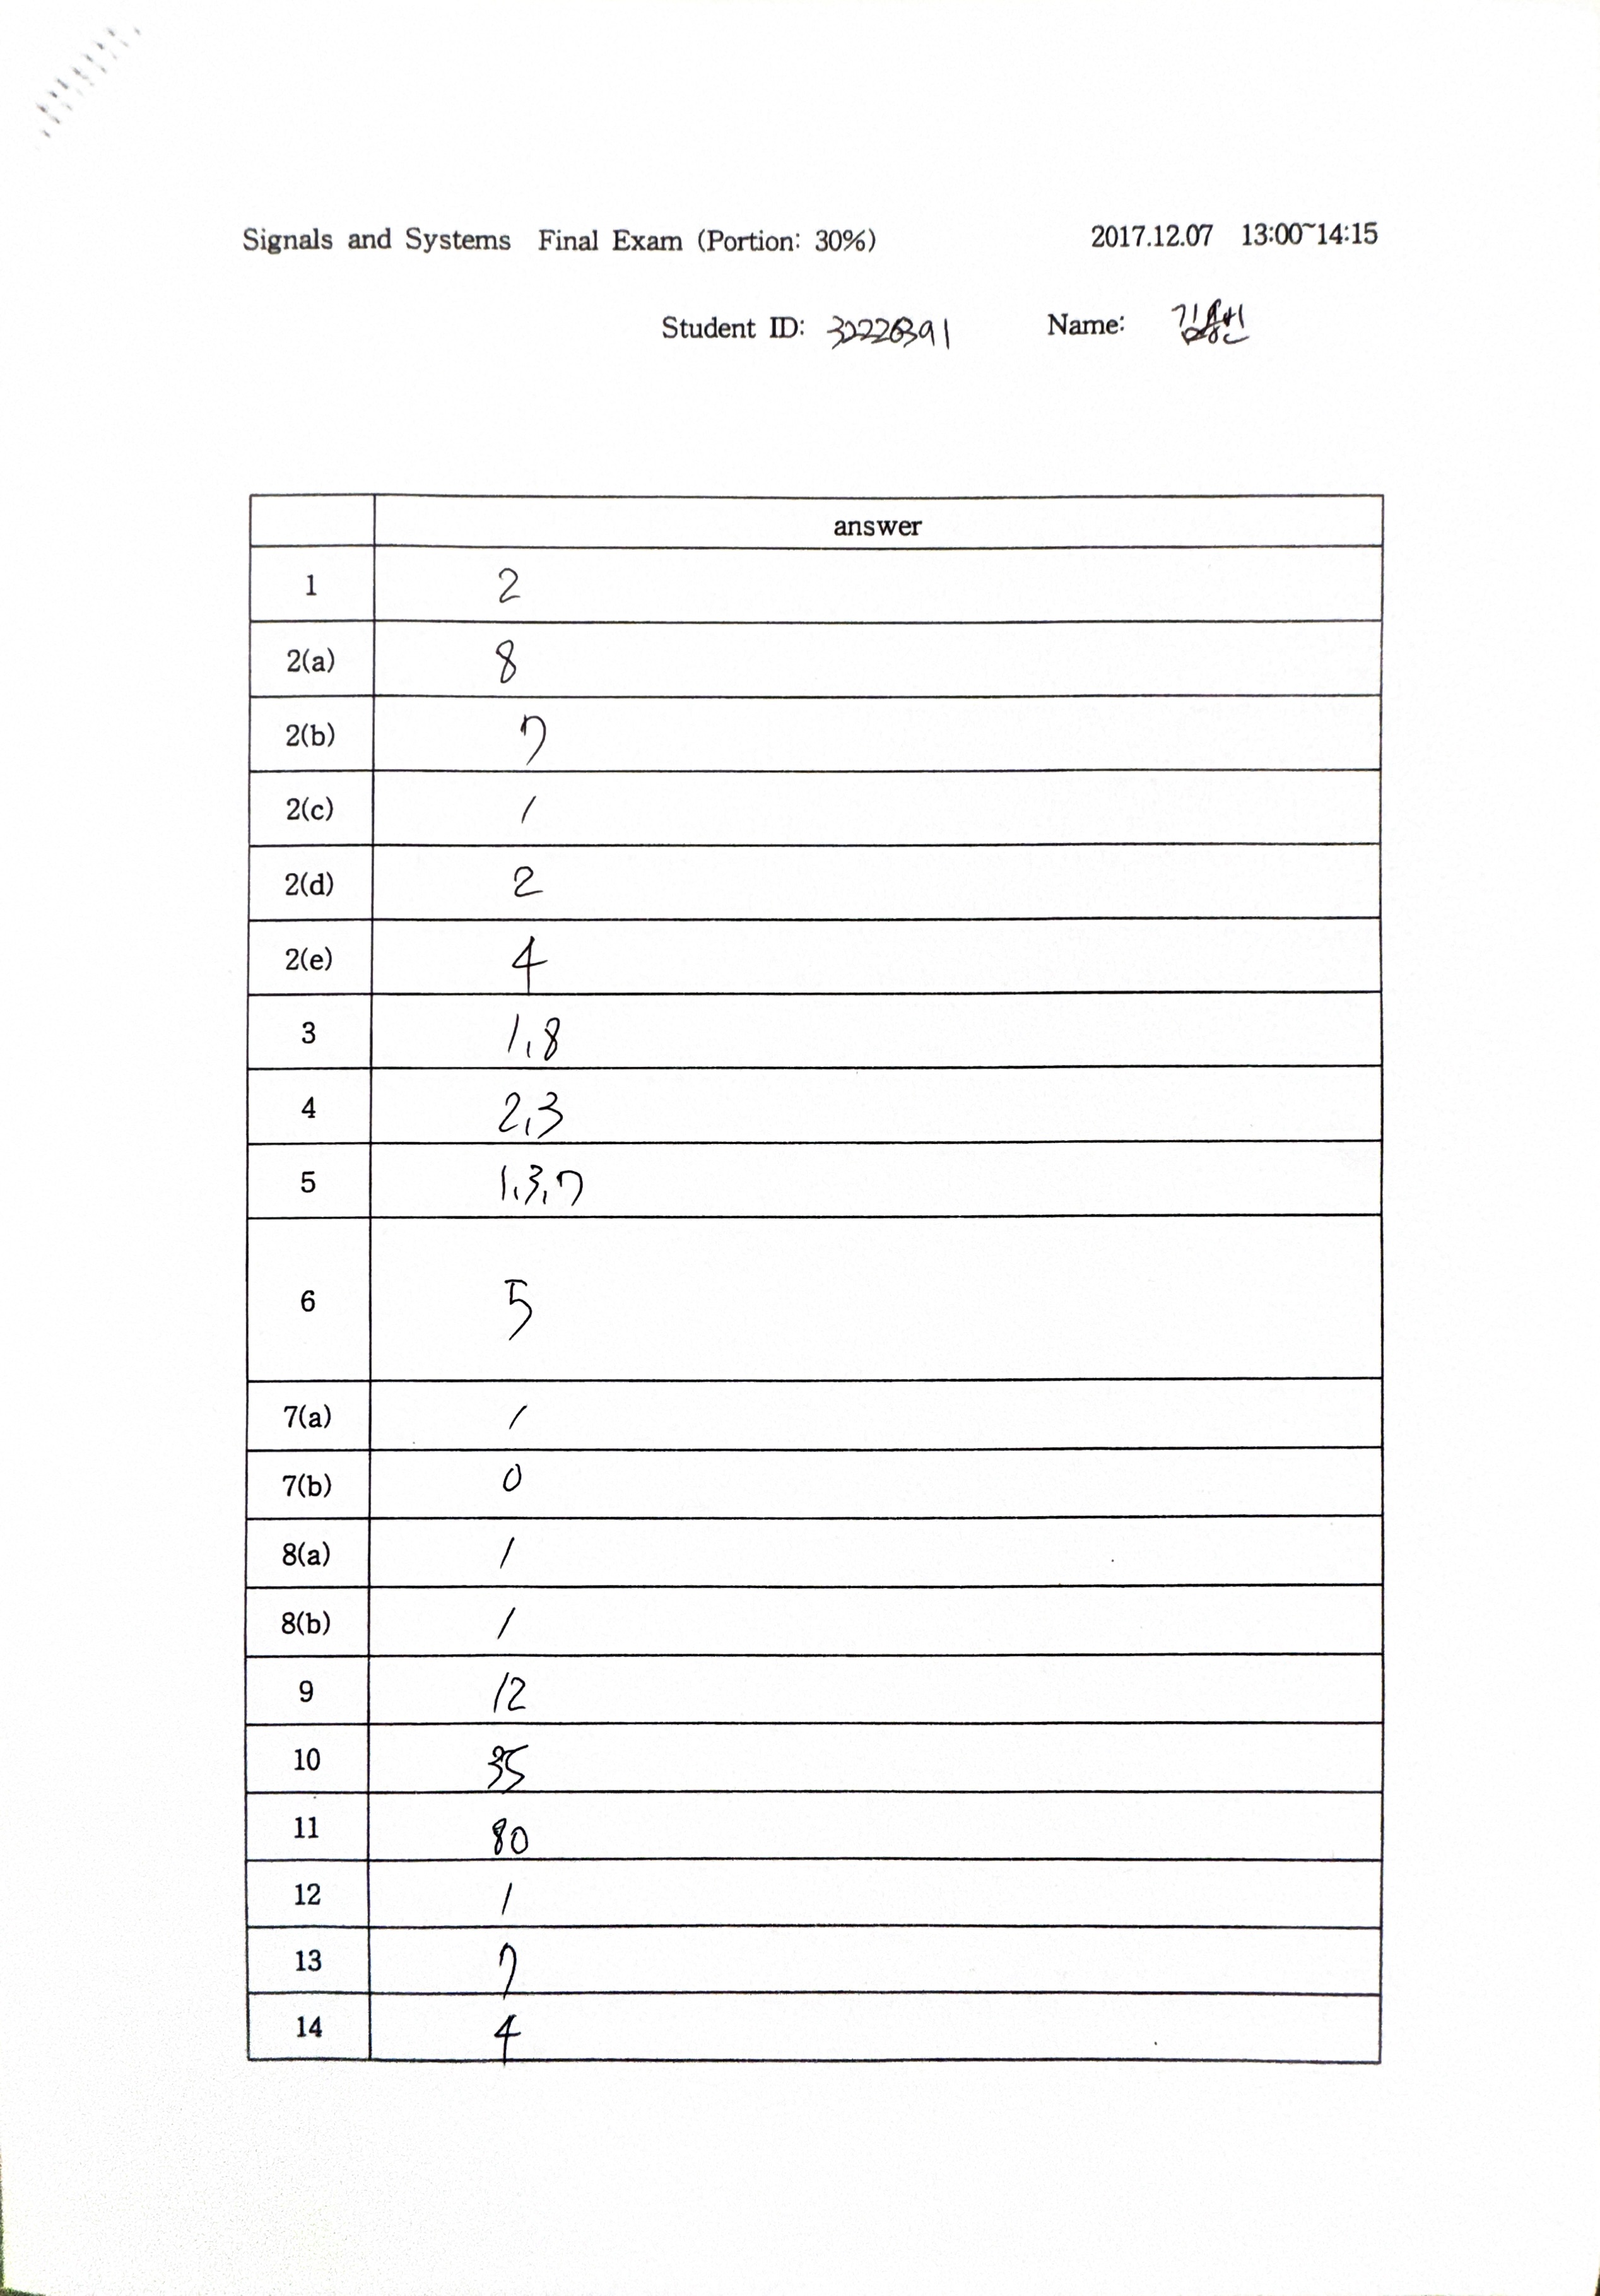 Signals and Systems Final Exam (Portion: 30%) 2017.12.07 13:00~14:15
Student ID: Name:
answer
1 2
2(a) 8
2(b) 7
2(c) 1
2(d) 2
2(e) 4
3 1,8
4 2,3
5 1,3,7
6 5
7(a) 1
7(b) 0
8(a) 1
8(b) 1
9 12
10 35
11 80
12 1
13 7
14 4